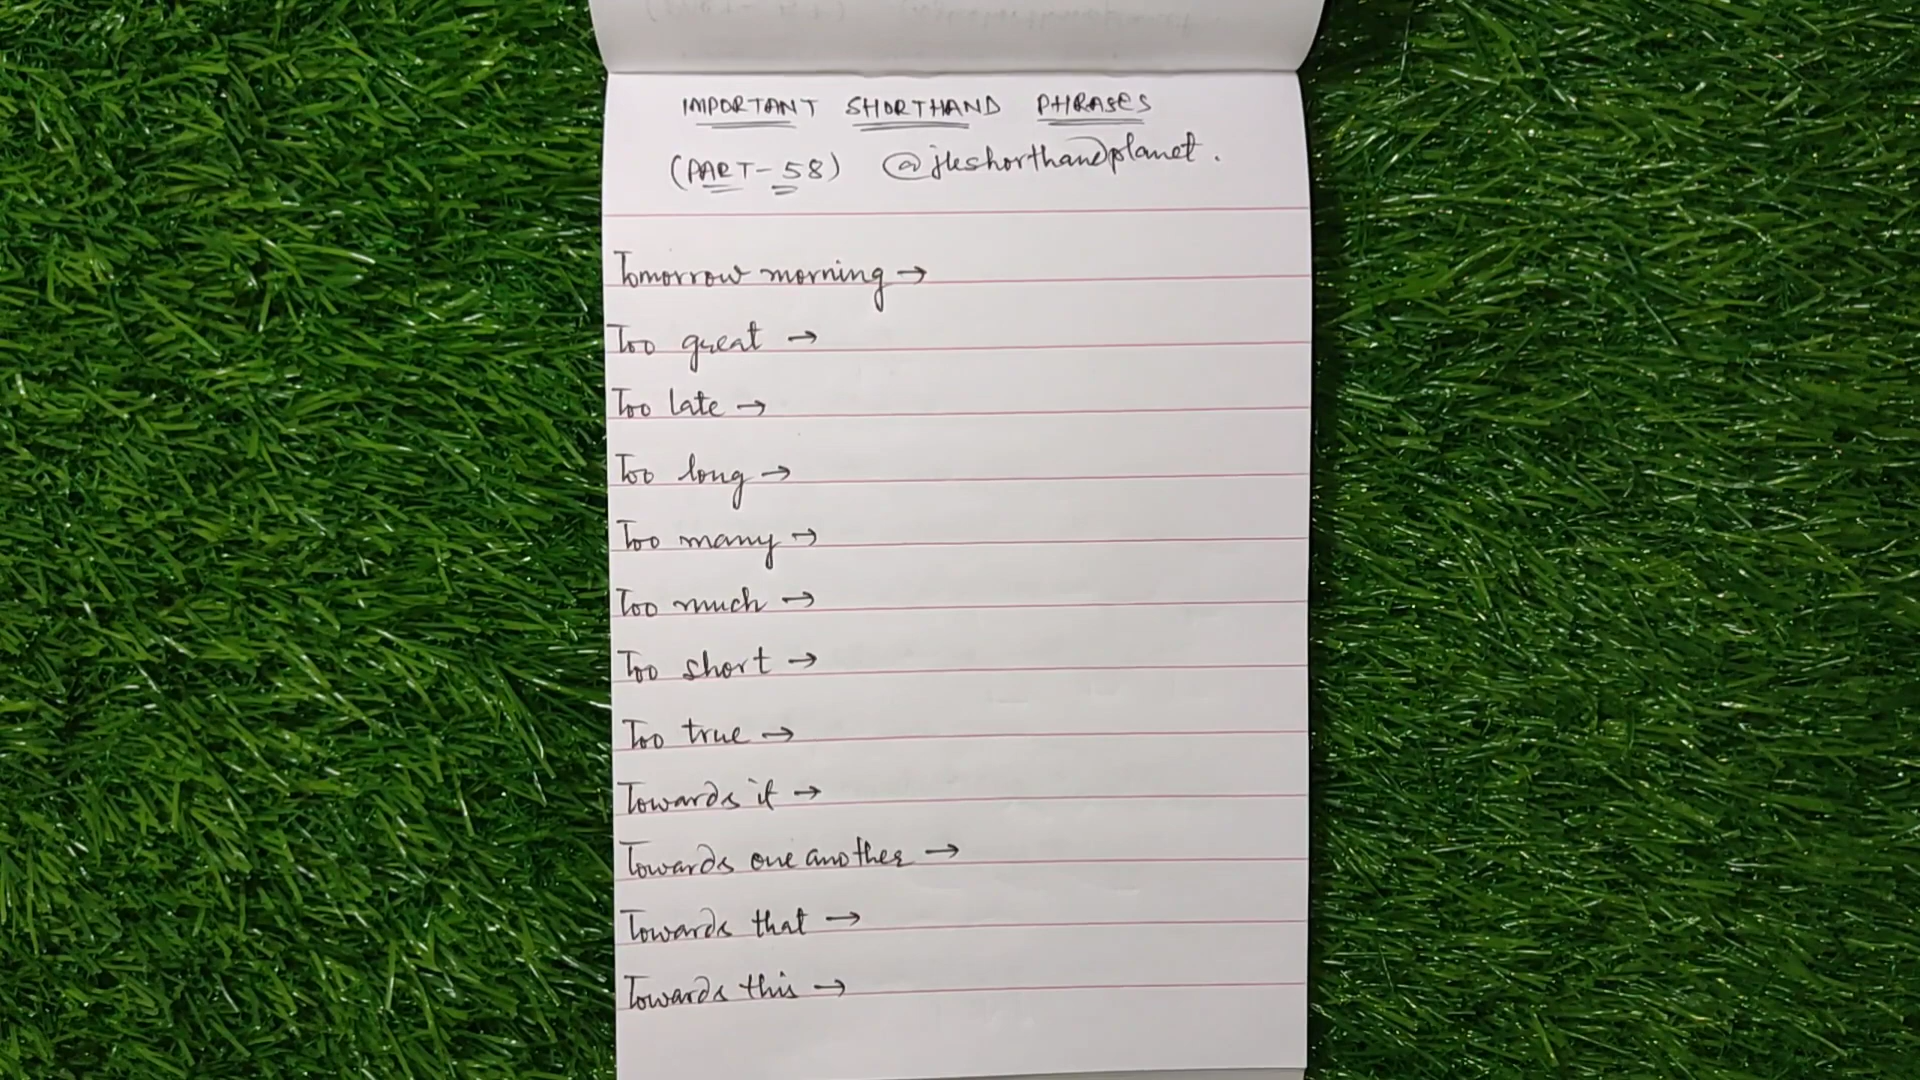 IMPORTANT SHORTHAND PHRASES
(PART-58) @jkshorthandplanet.
Tomorrow morning →
Too great →
Too late →
Too long →
Too many →
Too much →
Too short →
Too true →
Towards it →
Towards one another →
Towards that →
Towards this →